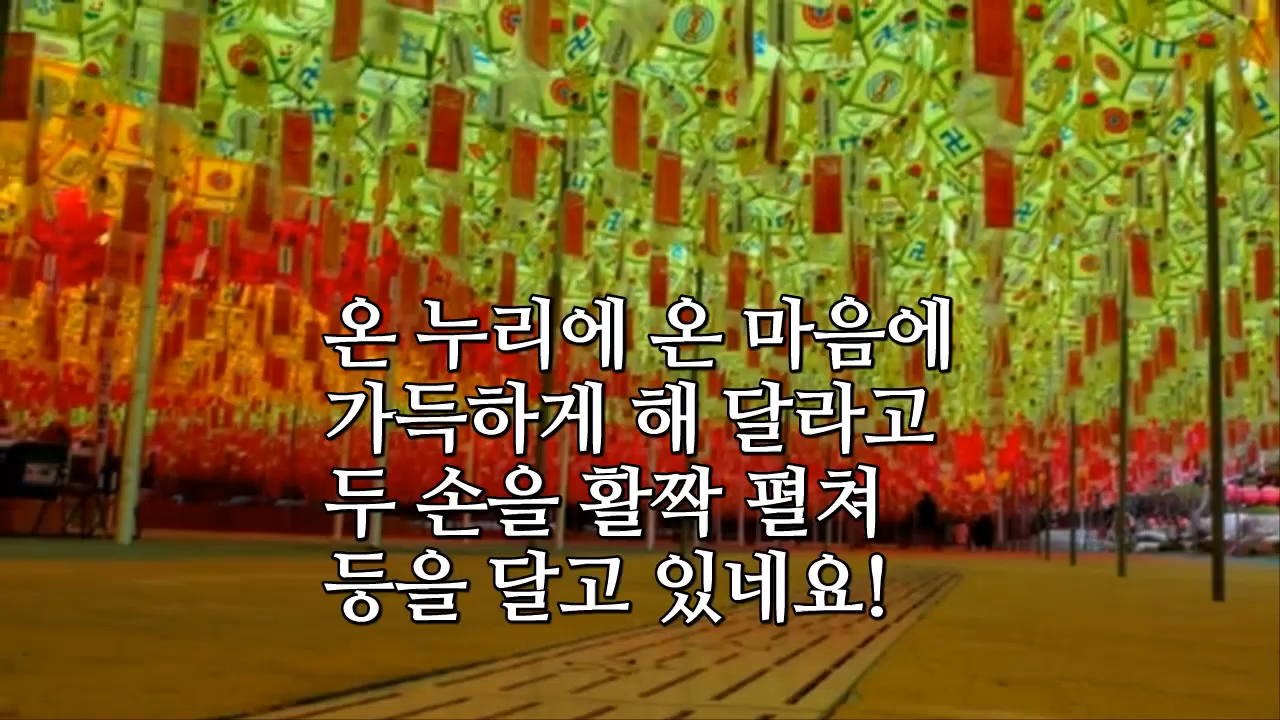 온 누리에 온 마음에
가득하게 해 달라고
두 손을 활짝 펼쳐
등을 달고 있네요!